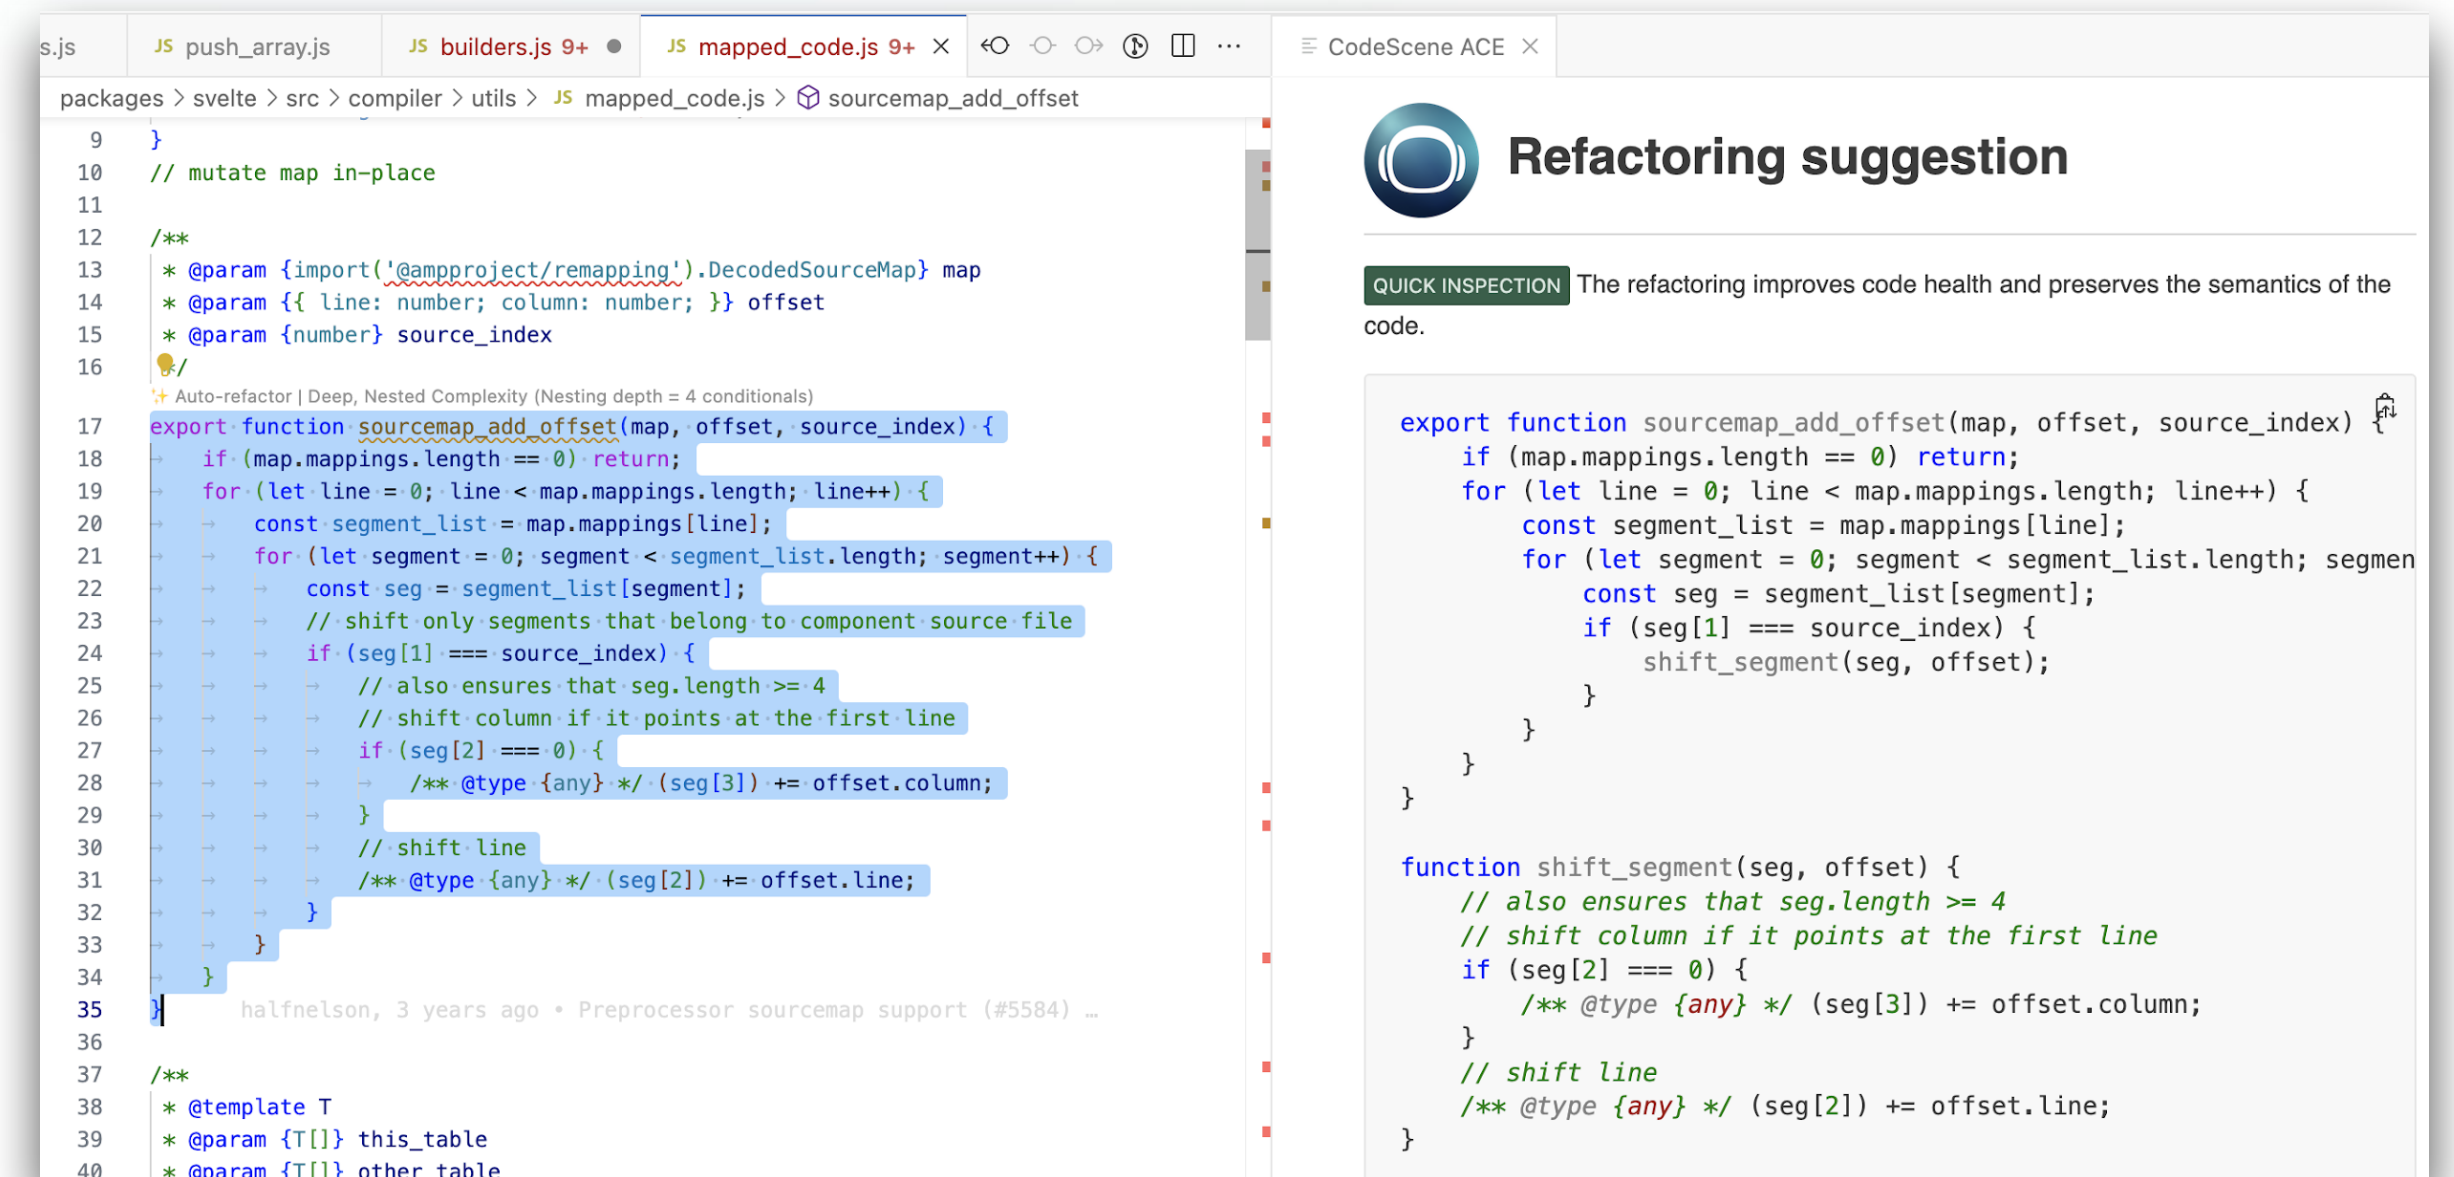 s.js
JS push_array.js
JS builders.js 9+
JS mapped_code.js 9+
CodeScene ACE
packages > svelte > src > compiler > utils > JS mapped_code.js > sourcemap_add_offset
9 }
10 // mutate map in-place
11
12 /**
13 * @param {import('@ampproject/remapping').DecodedSourceMap} map
14 * @param {{ line: number; column: number; }} offset
15 * @param {number} source_index
16 */
Auto-refactor | Deep, Nested Complexity (Nesting depth = 4 conditionals)
17 export function sourcemap_add_offset(map, offset, source_index) {
18 if (map.mappings.length == 0) return;
19 for (let line = 0; line < map.mappings.length; line++) {
20 const segment_list = map.mappings[line];
21 for (let segment = 0; segment < segment_list.length; segment++) {
22 const seg = segment_list[segment];
23 // shift only segments that belong to component source file
24 if (seg[1] === source_index) {
25 // also ensures that seg.length >= 4
26 // shift column if it points at the first line
27 if (seg[2] === 0) {
28 /** @type {any} */ (seg[3]) += offset.column;
29 }
30 // shift line
31 /** @type {any} */ (seg[2]) += offset.line;
32 }
33 }
34 }
35 } halfnelson, 3 years ago • Preprocessor sourcemap support (#5584) …
36
37 /**
38 * @template T
39 * @param {T[]} this_table
40 * @param {T[]} other_table
Refactoring suggestion
QUICK INSPECTION The refactoring improves code health and preserves the semantics of the
code.
export function sourcemap_add_offset(map, offset, source_index) {
if (map.mappings.length == 0) return;
for (let line = 0; line < map.mappings.length; line++) {
const segment_list = map.mappings[line];
for (let segment = 0; segment < segment_list.length; segmen
const seg = segment_list[segment];
if (seg[1] === source_index) {
shift_segment(seg, offset);
}
}
}
}
function shift_segment(seg, offset) {
// also ensures that seg.length >= 4
// shift column if it points at the first line
if (seg[2] === 0) {
/** @type {any} */ (seg[3]) += offset.column;
}
// shift line
/** @type {any} */ (seg[2]) += offset.line;
}